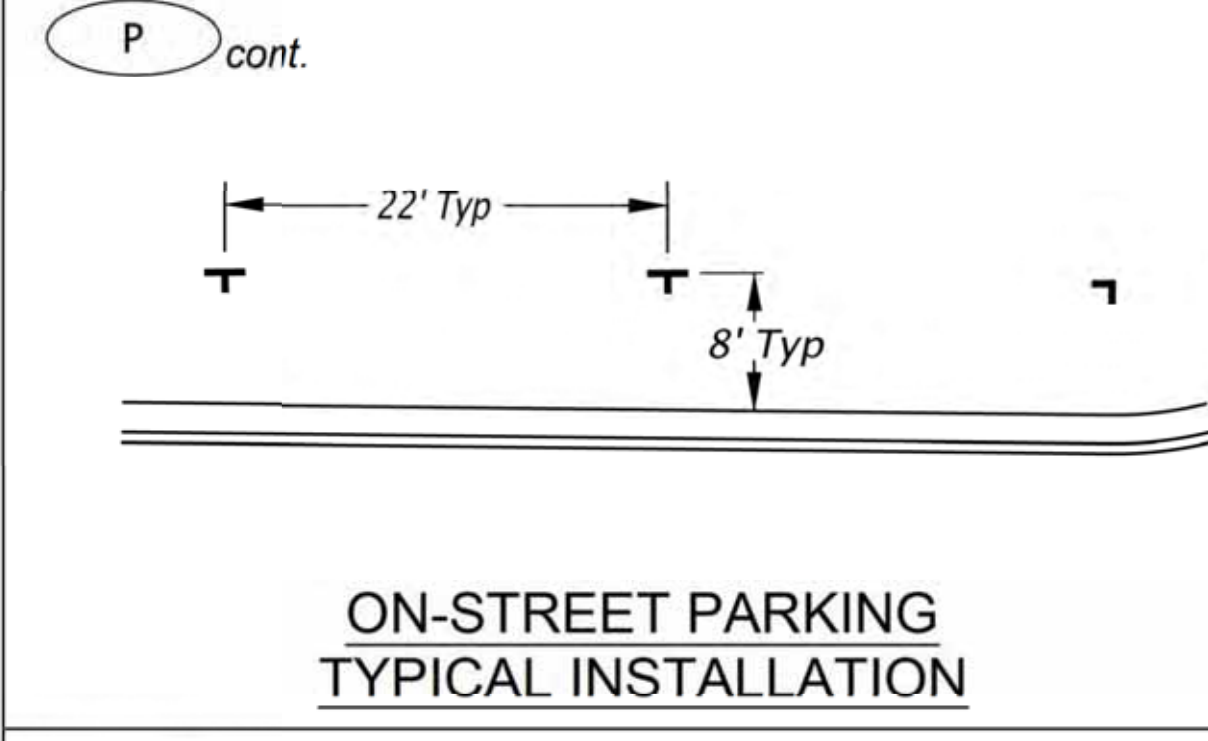 P cont.
22' Typ
8' Typ
ON-STREET PARKING
TYPICAL INSTALLATION